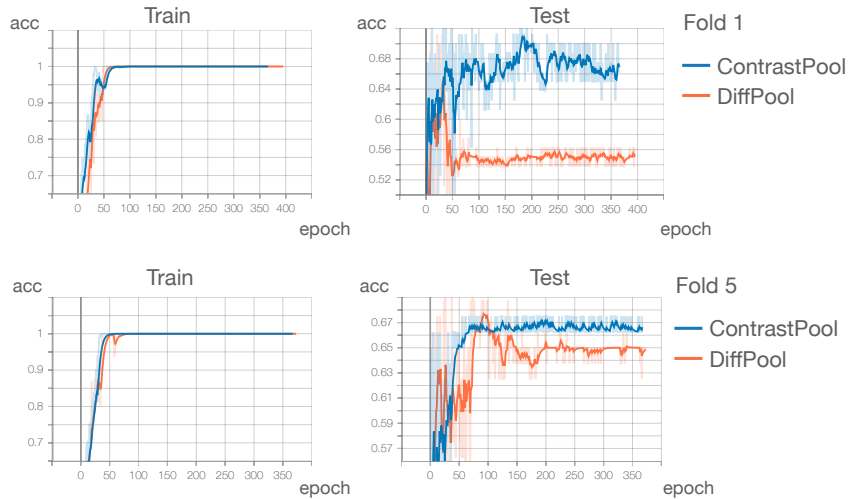 Train
Test
Fold 1
acc
1
0.9
0.8
0.7
0 50 100 150 200 250 300 350 400
epoch
acc
0.68
0.64
0.6
0.56
0.52
0 50 100 150 200 250 300 350 400
epoch
ContrastPool
DiffPool
Train
Test
Fold 5
acc
1
0.9
0.8
0.7
0 50 100 150 200 250 300 350
epoch
acc
0.67
0.65
0.63
0.61
0.59
0.57
0 50 100 150 200 250 300 350
epoch
ContrastPool
DiffPool